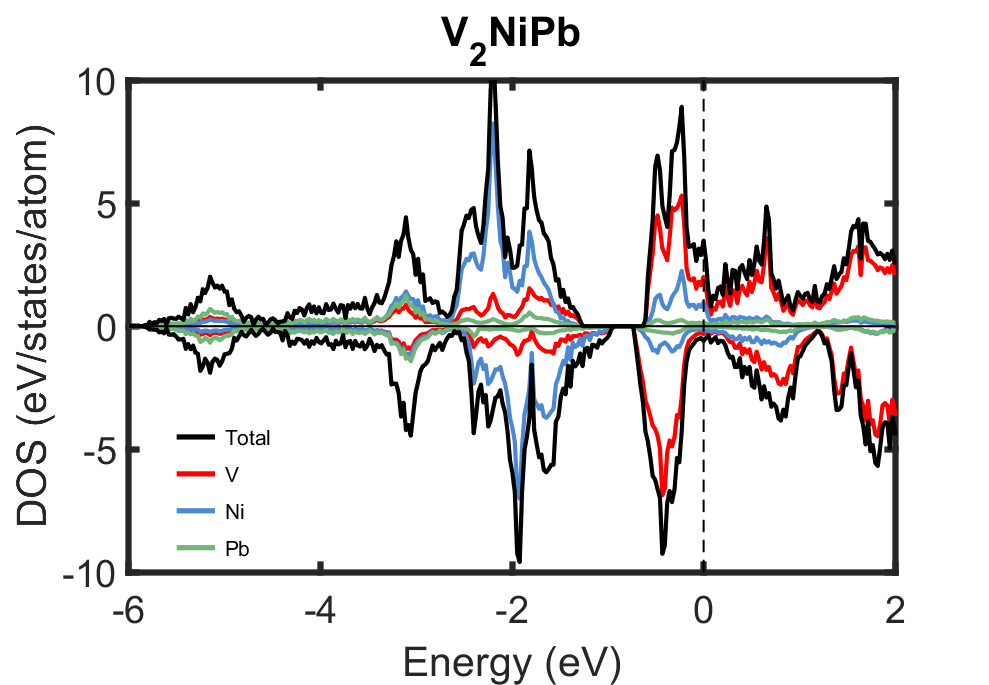 V₂NiPb
DOS (eV/states/atom)
10
5
0
-5
-10
Total
V
Ni
Pb
-6 -4 -2 0 2
Energy (eV)